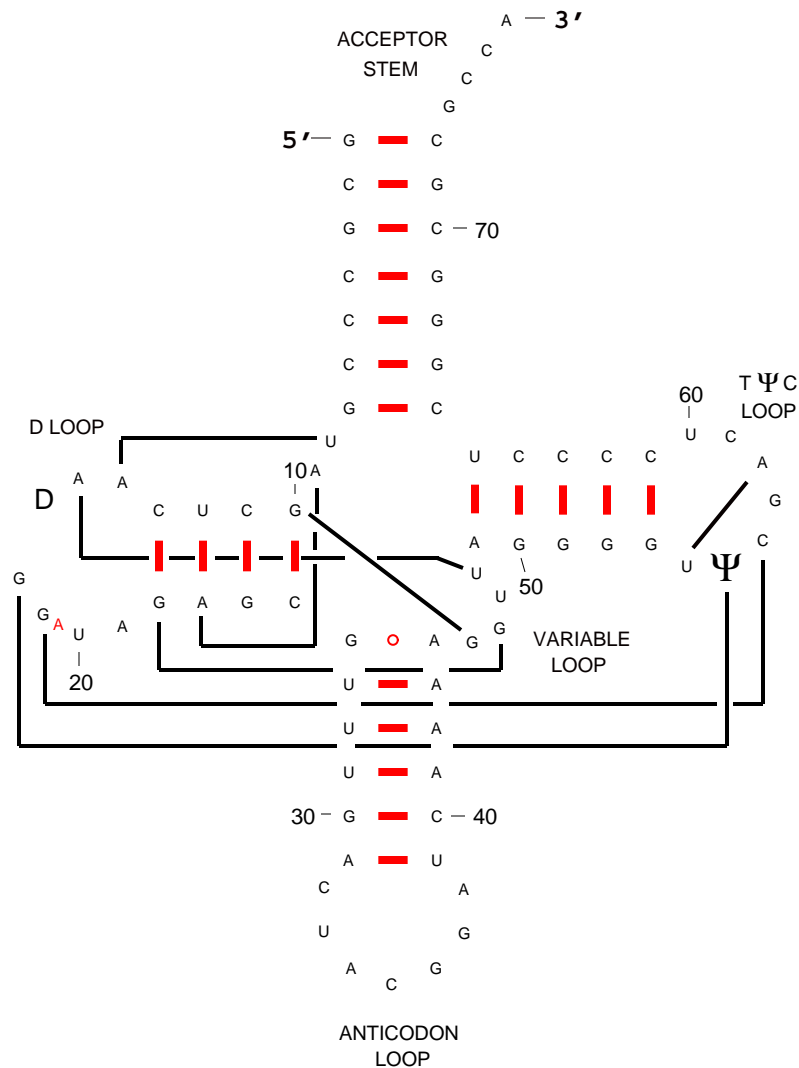 A — 3’
ACCEPTOR
STEM
C
C
G
5’ — G C
C G
G C — 70
C G
C G
C G
G C
T Ψ C
LOOP
60
D LOOP
U
U C
A
10 A
U C C C C
A A
D
G
C U C G
A G G G G
C
U
U Ψ
50
G
G A G C
U
G A U A
G A G
G
VARIABLE
LOOP
20
U A
U A
U A
30 — G C — 40
A U
C A
U G
A G
C
ANTICODON
LOOP